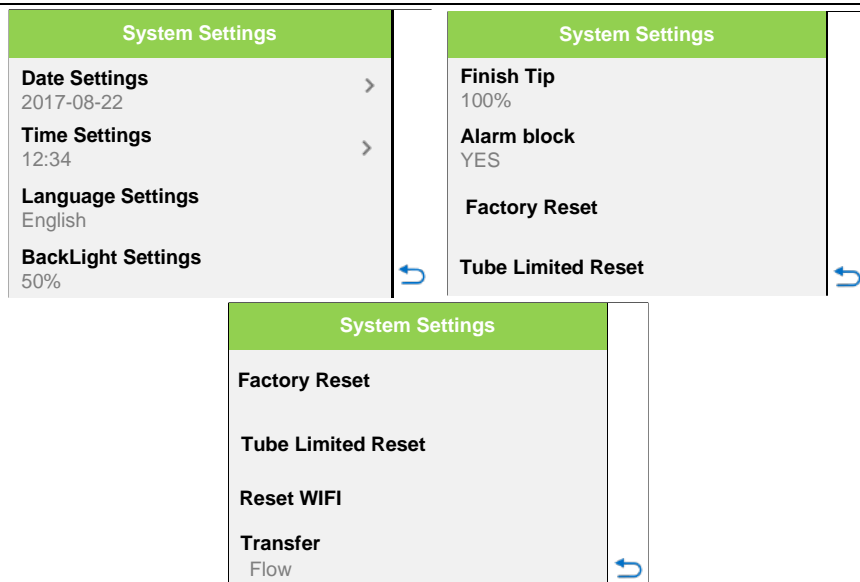 System Settings
Date Settings
2017-08-22
Time Settings
12:34
Language Settings
English
BackLight Settings
50%
System Settings
Finish Tip
100%
Alarm block
YES
Factory Reset
Tube Limited Reset
System Settings
Factory Reset
Tube Limited Reset
Reset WIFI
Transfer
Flow